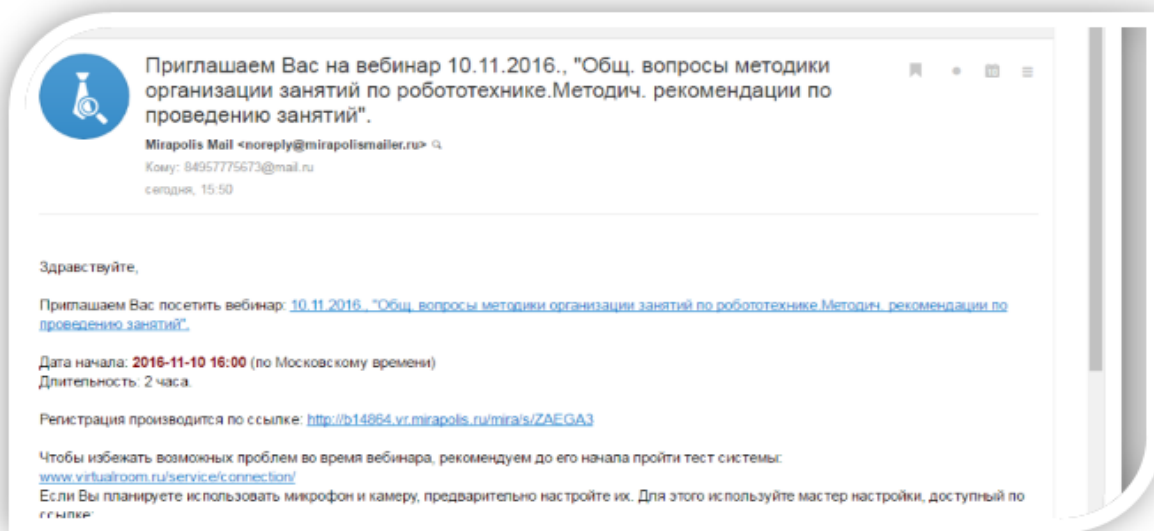 Приглашаем Вас на вебинар 10.11.2016., "Общ. вопросы методики
организации занятий по робототехнике.Методич. рекомендации по
проведению занятий".
Mirapolis Mail <noreply@mirapolismailer.ru>
Кому: 84957775673@mail.ru
сегодня, 15:50
Здравствуйте,
Приглашаем Вас посетить вебинар: 10.11.2016., "Общ. вопросы методики организации занятий по робототехнике.Методич. рекомендации по
проведению занятий".
Дата начала: 2016-11-10 16:00 (по Московскому времени)
Длительность: 2 часа.
Регистрация производится по ссылке: http://b14864.vr.mirapolis.ru/mira/s/ZAEGA3
Чтобы избежать возможных проблем во время вебинара, рекомендуем до его начала пройти тест системы:
www.virtualroom.ru/service/connection/
Если Вы планируете использовать микрофон и камеру, предварительно настройте их. Для этого используйте мастер настройки, доступный по
ссылке: